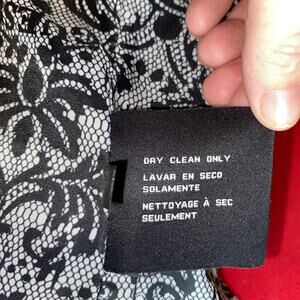 DRY CLEAN ONLY
LAVAR EN SECO
SOLAMENTE
NETTOYAGE À SEC
SEULEMENT